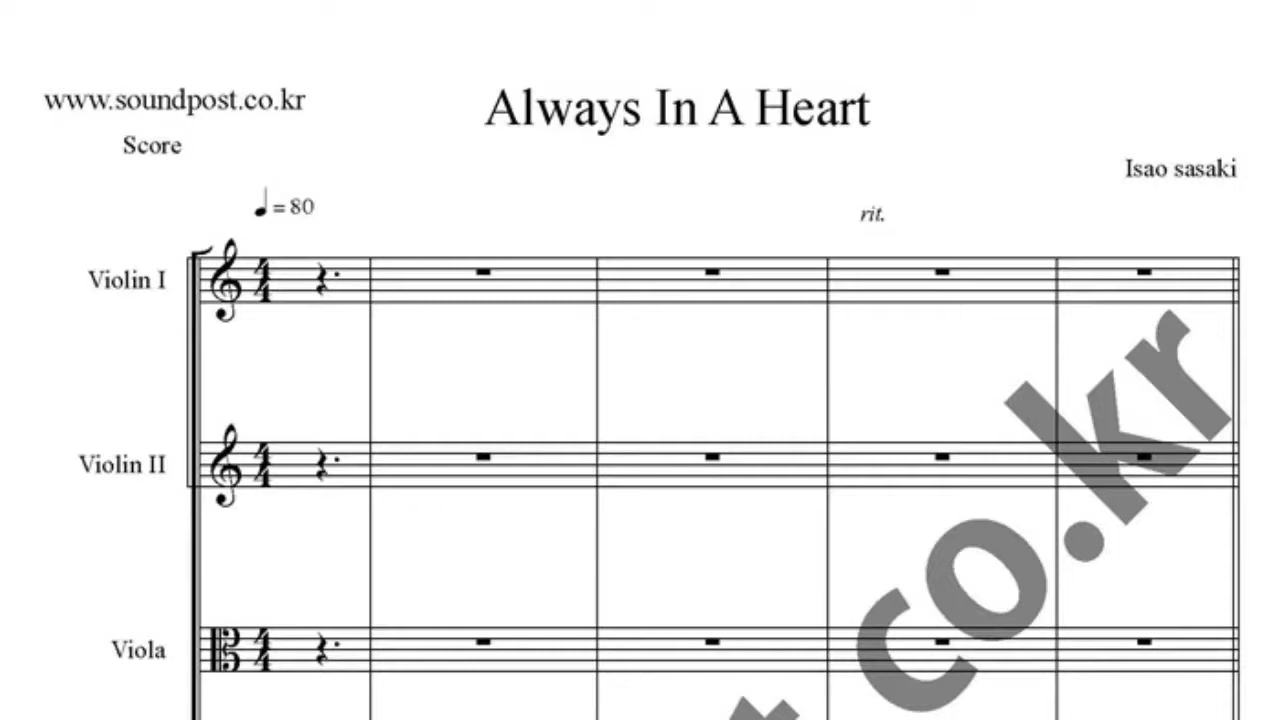 www.soundpost.co.kr
Always In A Heart
Score
Isao sasaki
= 80
rit.
Violin I
Violin II
Viola
co.kr